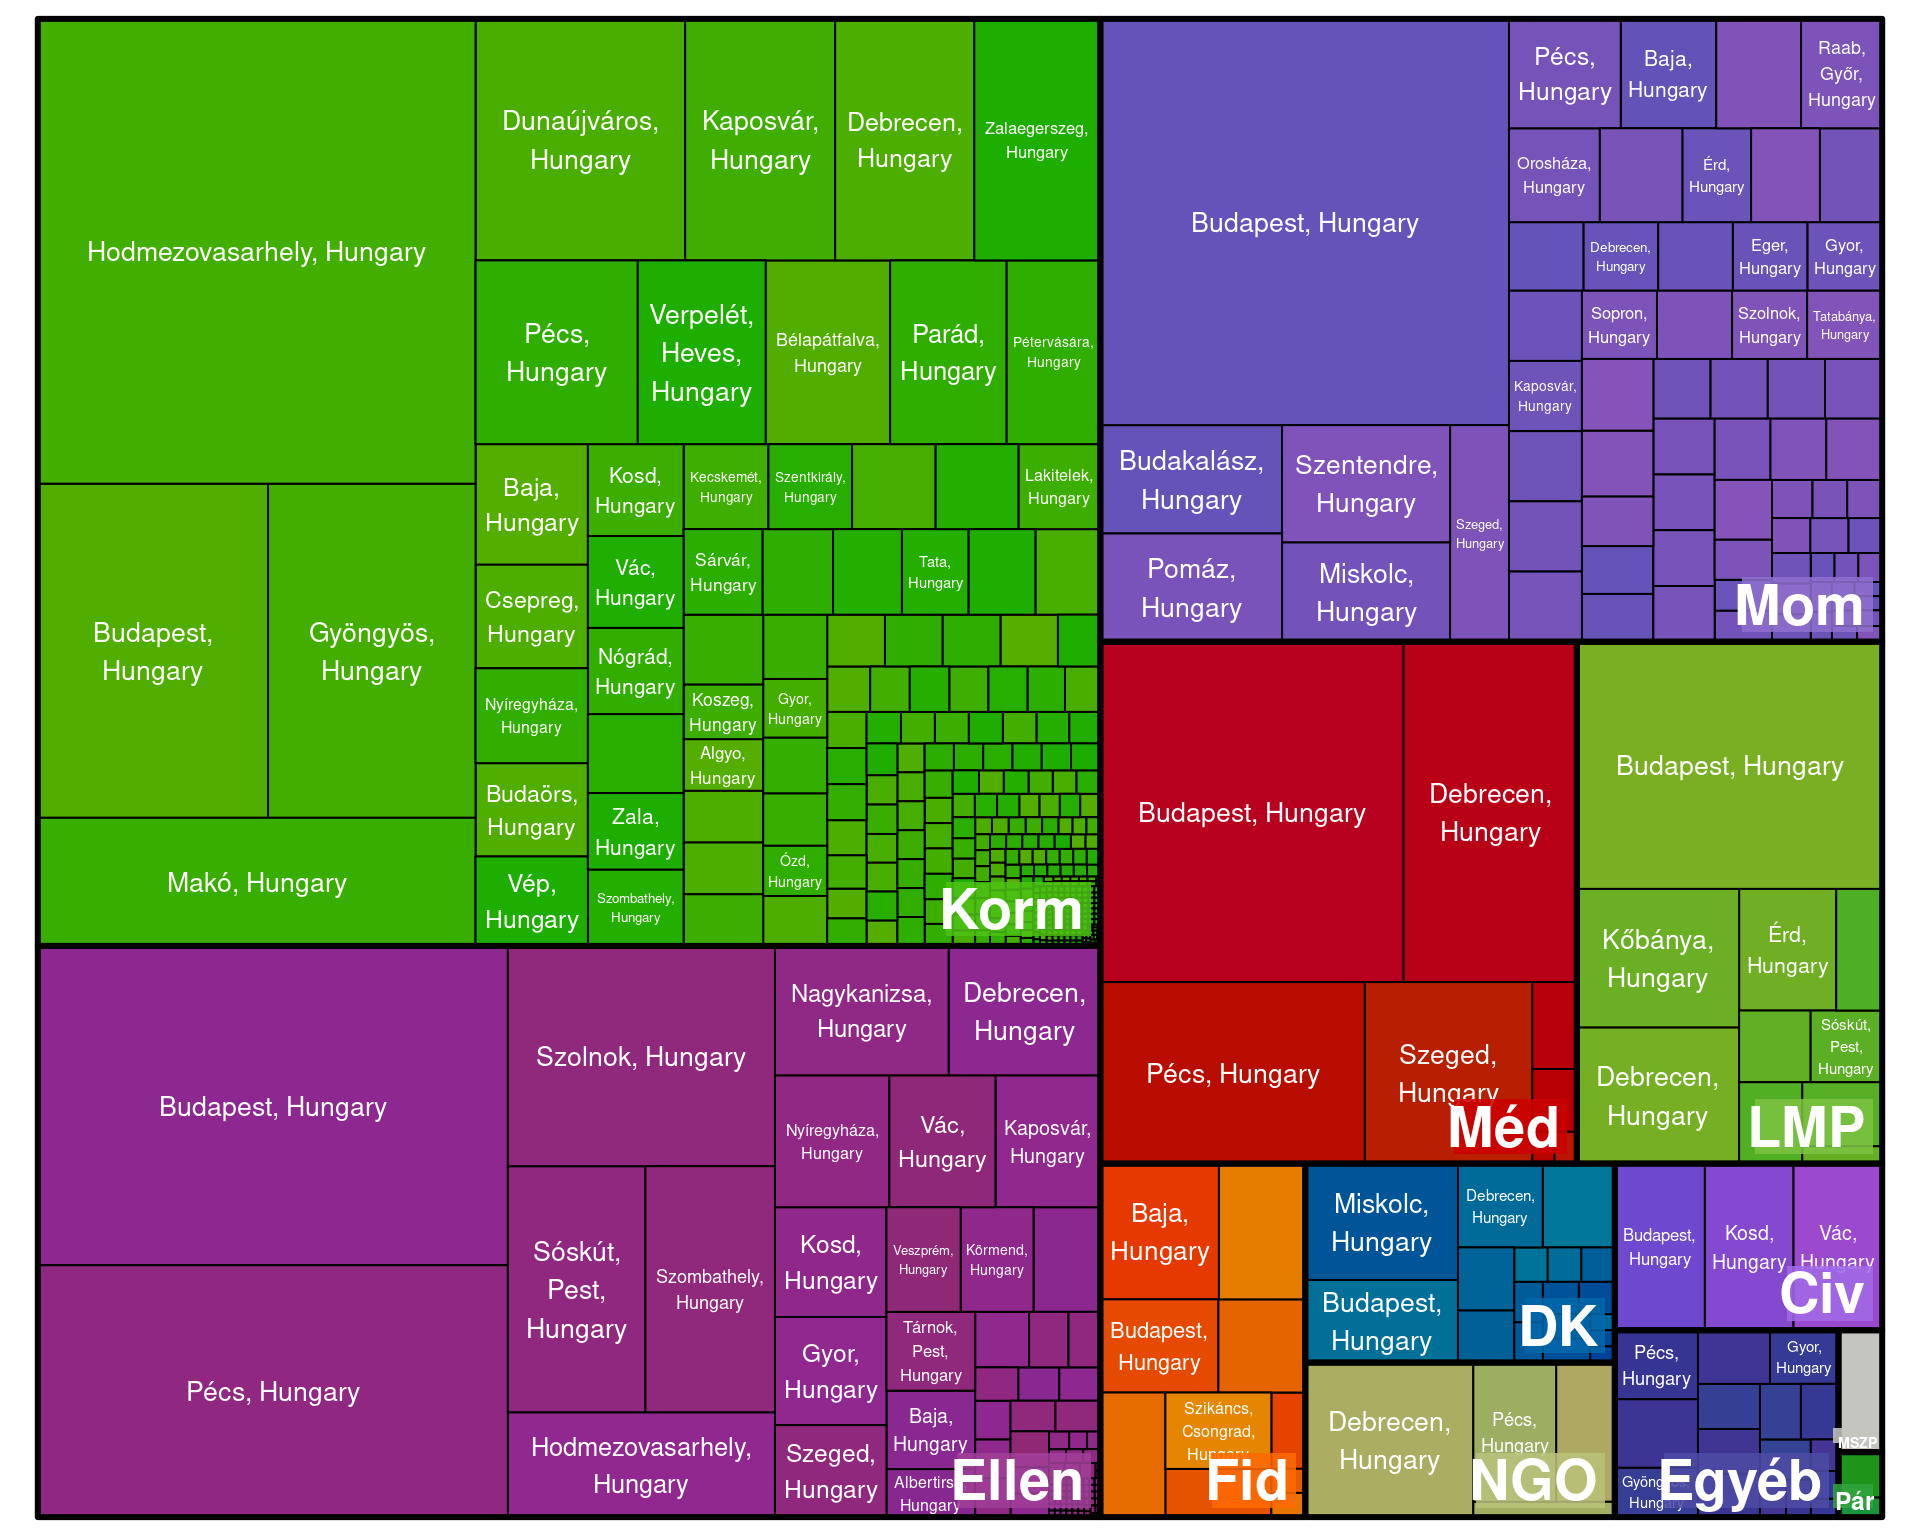 Hodmezovasarhely, Hungary
Budapest,
Hungary
Gyöngyös,
Hungary
Makó, Hungary
Dunaújváros,
Hungary
Kaposvár,
Hungary
Debrecen,
Hungary
Zalaegerszeg,
Hungary
Pécs,
Hungary
Verpelét,
Heves,
Hungary
Bélapátfalva,
Hungary
Parád,
Hungary
Pétervására,
Hungary
Baja,
Hungary
Csepreg,
Hungary
Nyíregyháza,
Hungary
Budaörs,
Hungary
Vép,
Hungary
Kosd,
Hungary
Vác,
Hungary
Nógrád,
Hungary
Zala,
Hungary
Szombathely,
Hungary
Kecskemét,
Hungary
Szentkirály,
Hungary
Lakitelek,
Hungary
Sárvár,
Hungary
Tata,
Hungary
Koszeg,
Hungary
Algyo,
Hungary
Gyor,
Hungary
Ózd,
Hungary
Korm
Budapest, Hungary
Budakalász,
Hungary
Pomáz,
Hungary
Szentendre,
Hungary
Miskolc,
Hungary
Szeged,
Hungary
Pécs,
Hungary
Baja,
Hungary
Raab,
Győr,
Hungary
Orosháza,
Hungary
Érd,
Hungary
Debrecen,
Hungary
Eger,
Hungary
Gyor,
Hungary
Sopron,
Hungary
Szolnok,
Hungary
Tatabánya,
Hungary
Kaposvár,
Hungary
Mom
Budapest, Hungary
Pécs, Hungary
Szolnok, Hungary
Sóskút,
Pest,
Hungary
Szombathely,
Hungary
Hodmezovasarhely,
Hungary
Nagykanizsa,
Hungary
Debrecen,
Hungary
Nyíregyháza,
Hungary
Vác,
Hungary
Kaposvár,
Hungary
Kosd,
Hungary
Gyor,
Hungary
Szeged,
Hungary
Veszprém,
Hungary
Körmend,
Hungary
Tárnok,
Pest,
Hungary
Baja,
Hungary
Hungary
Ellen
Budapest, Hungary
Debrecen,
Hungary
Pécs, Hungary
Szeged,
Hungary
Méd
Budapest, Hungary
Kőbánya,
Hungary
Debrecen,
Hungary
Érd,
Hungary
Sóskút,
Pest,
Hungary
LMP
Baja,
Hungary
Budapest,
Hungary
Szikáncs,
Csongrad,
Hungary
Fid
Miskolc,
Hungary
Budapest,
Hungary
Debrecen,
Hungary
DK
Debrecen,
Hungary
Pécs,
Hungary
NGO
Budapest,
Hungary
Kosd,
Hungary
Vác,
Hungary
Civ
Pécs,
Hungary
Gyor,
Hungary
Gyöngyös,
Hungary
Egyéb
MSZP
Pár